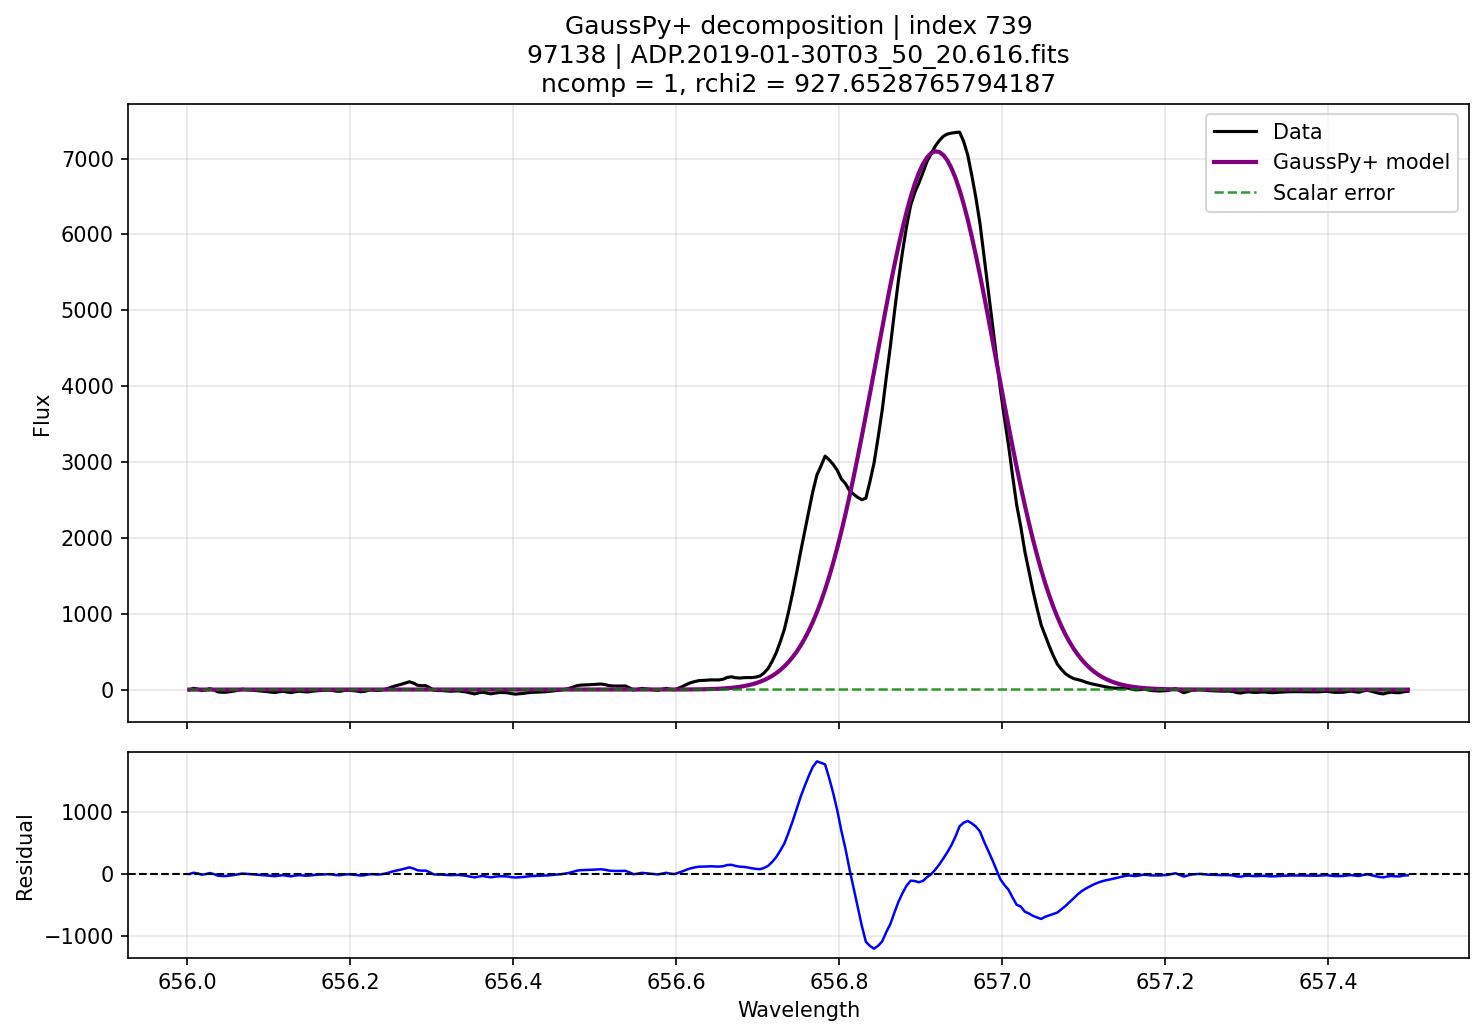 GaussPy+ decomposition | index 739
97138 | ADP.2019-01-30T03_50_20.616.fits
ncomp = 1, rchi2 = 927.6528765794187
Data
GaussPy+ model
Scalar error
Flux
7000
6000
5000
4000
3000
2000
1000
0
Residual
1000
0
−1000
656.0 656.2 656.4 656.6 656.8 657.0 657.2 657.4
Wavelength